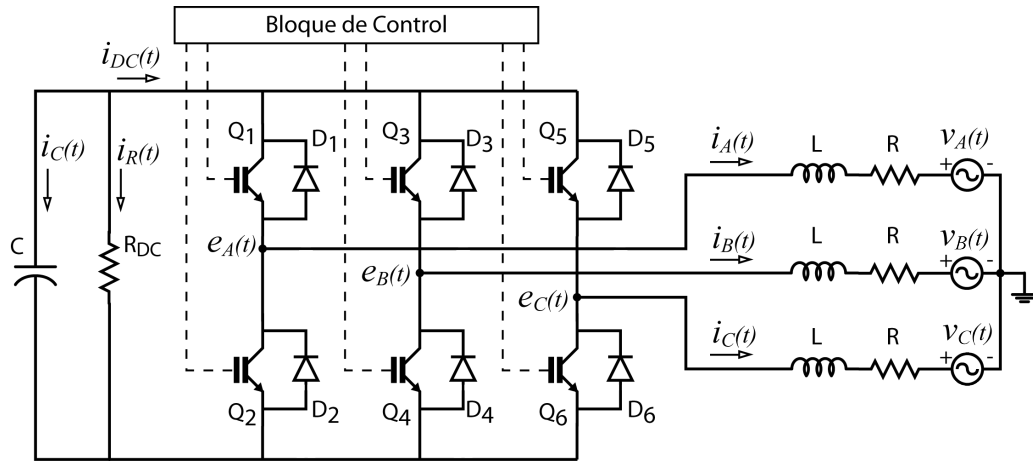 Bloque de Control
i_DC(t)
Q1 D1 Q3 D3 Q5 D5
i_C(t) i_R(t)
i_A(t) L R v_A(t)
+ -
C R_DC
e_A(t)
i_B(t) L R v_B(t)
+ -
e_B(t)
e_C(t)
i_C(t) L R v_C(t)
+ -
Q2 D2 Q4 D4 Q6 D6